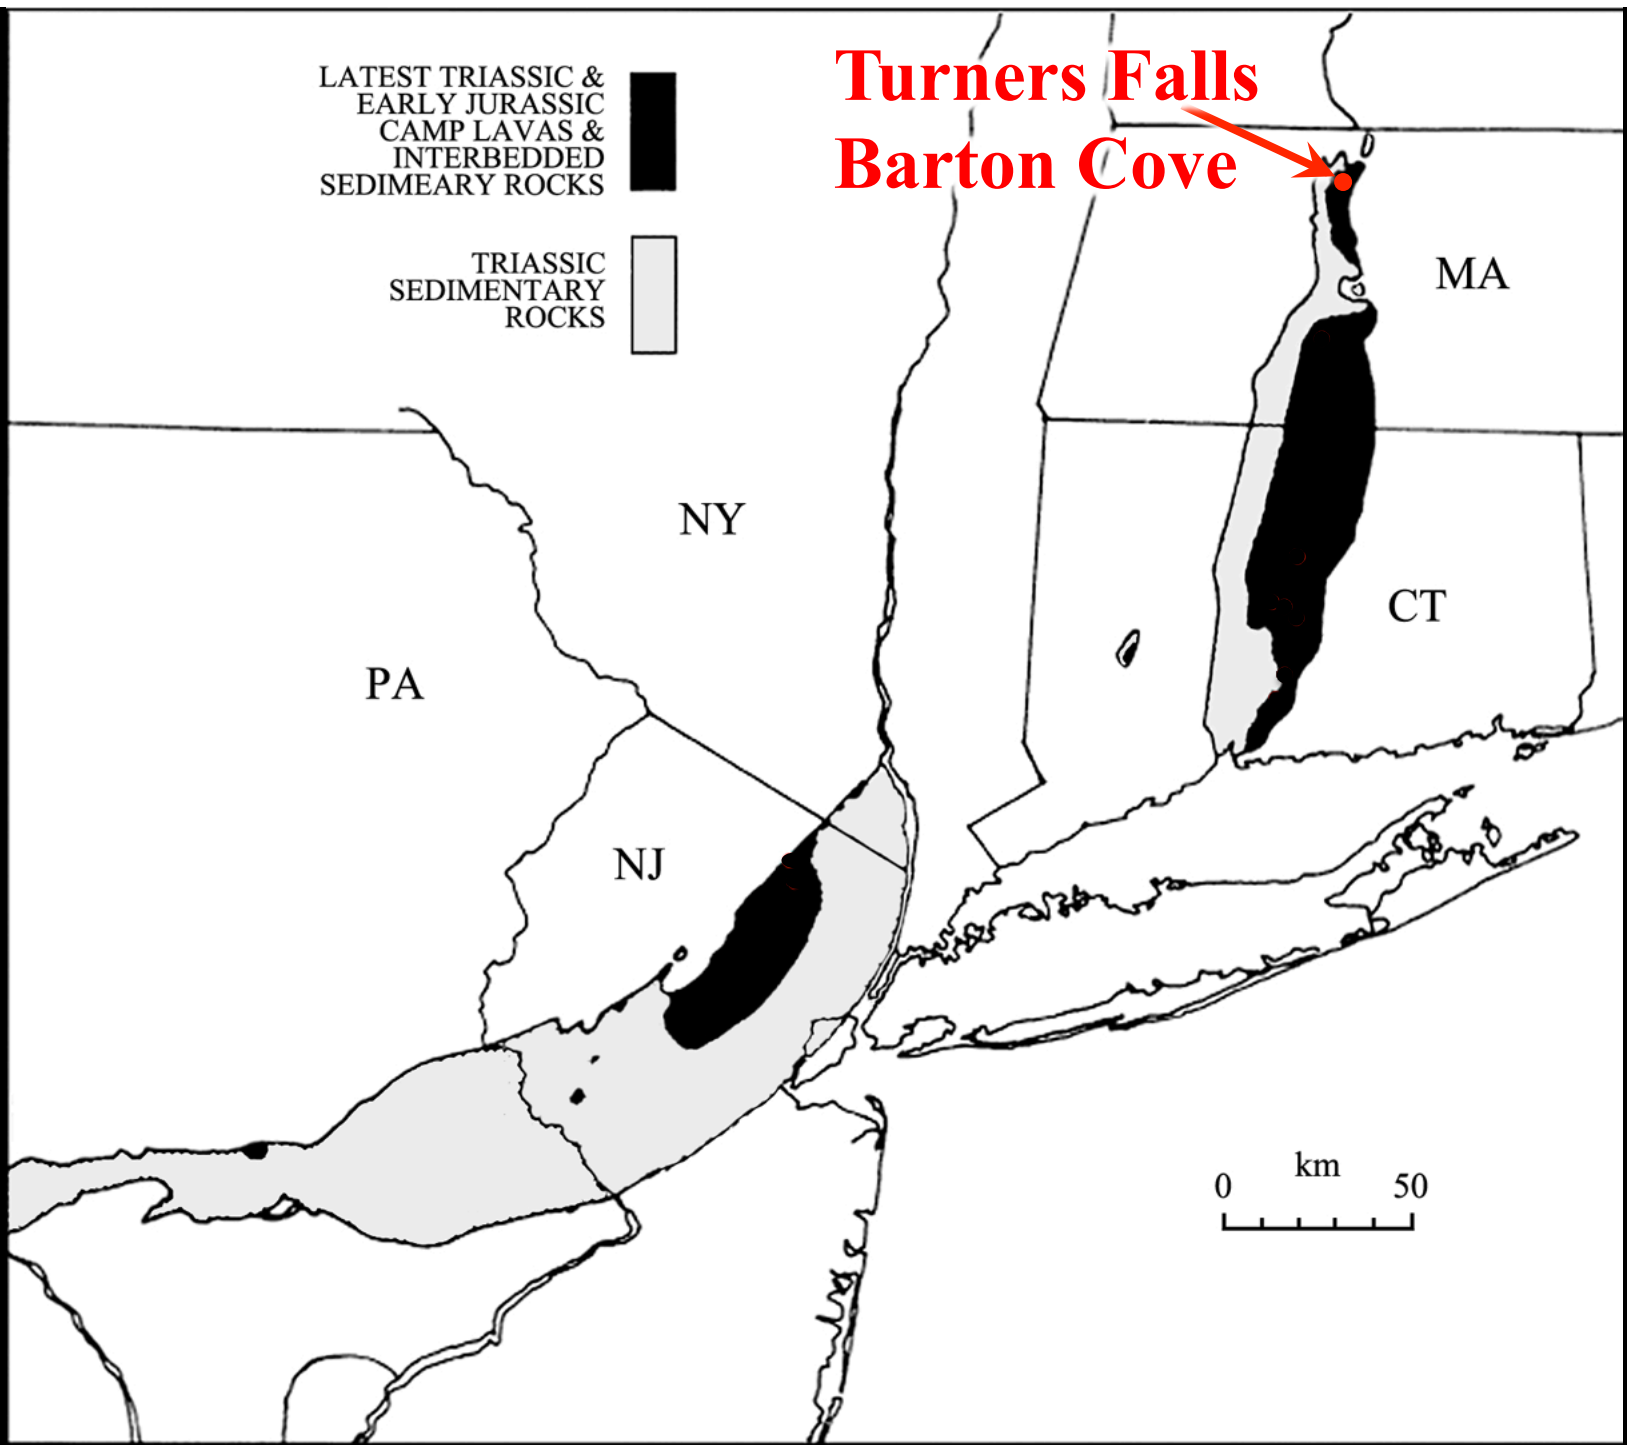 LATEST TRIASSIC &
EARLY JURASSIC
CAMP LAVAS &
INTERBEDDED
SEDIMEARY ROCKS
TRIASSIC
SEDIMENTARY
ROCKS
Turners Falls
Barton Cove
MA
NY
CT
PA
NJ
km
0 50